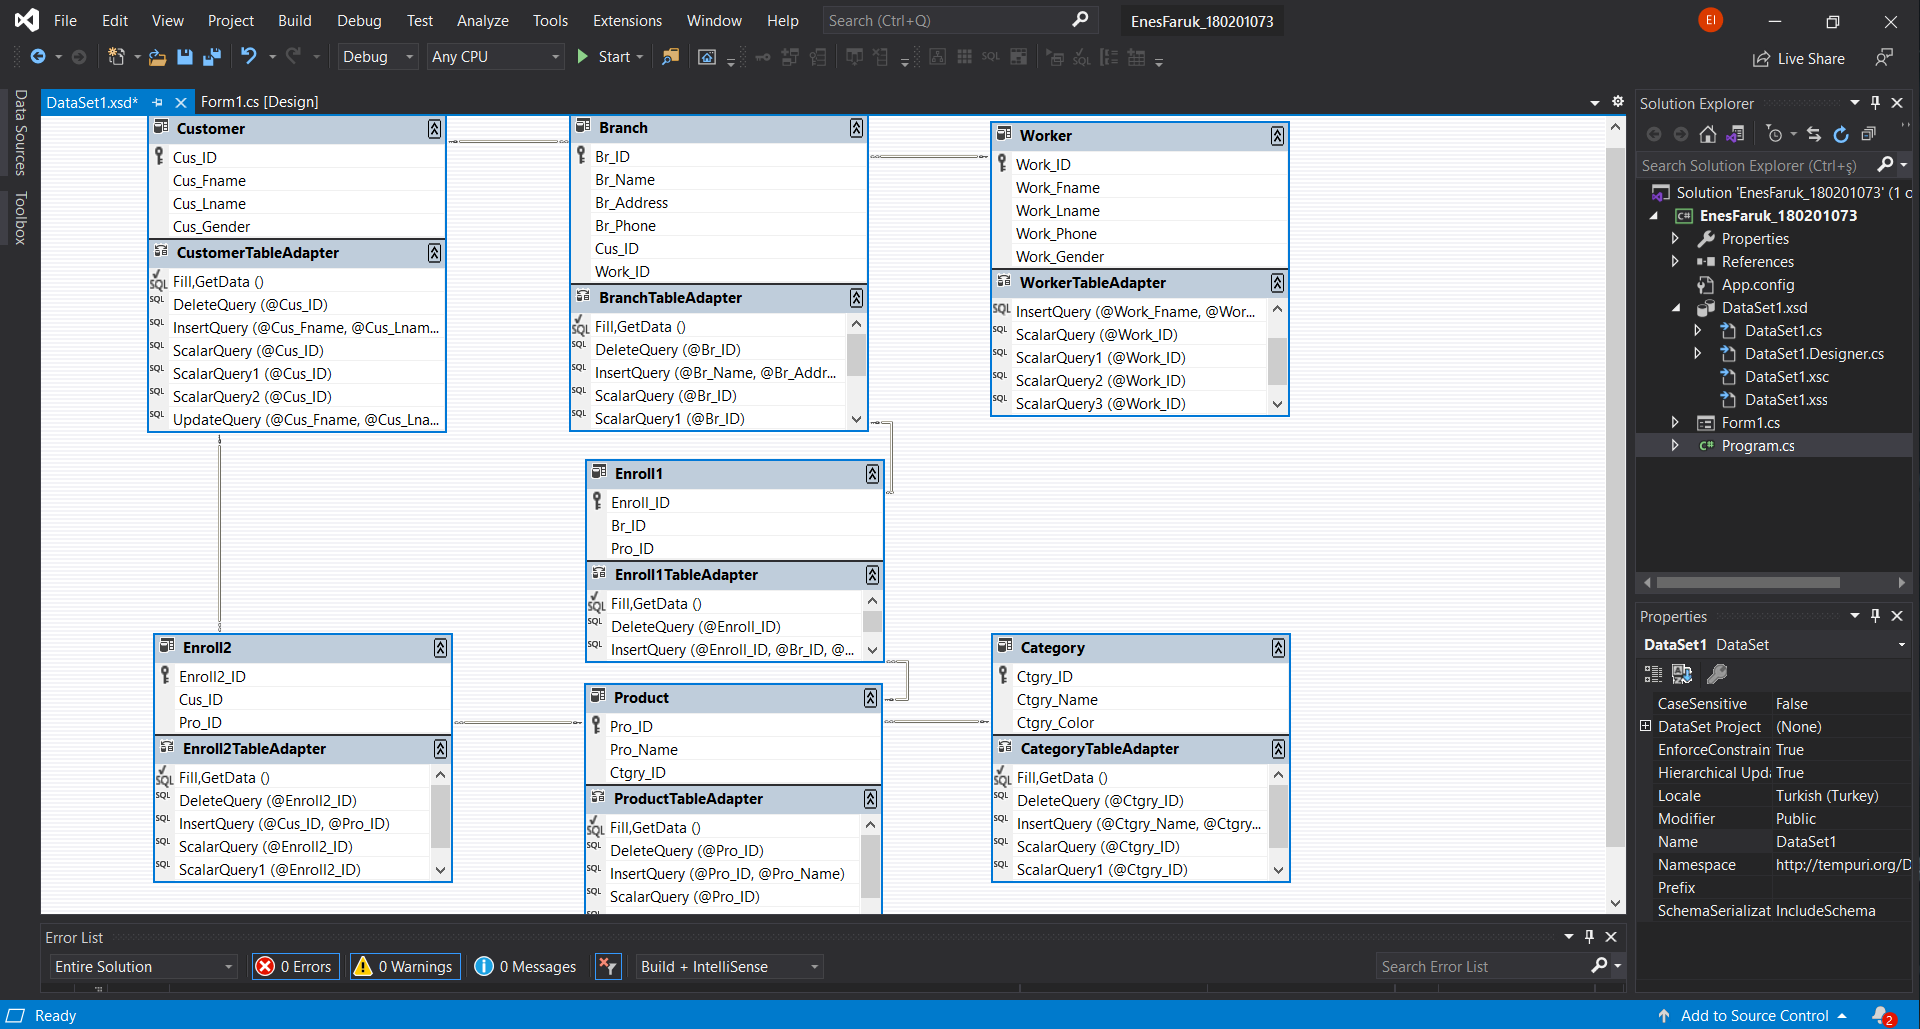 File Edit View Project Build Debug Test Analyze Tools Extensions Window Help Search (Ctrl+Q) EnesFaruk_180201073 EI
Debug Any CPU Start Live Share
Data Sources
Toolbox
DataSet1.xsd* Form1.cs [Design]
Customer
Cus_ID
Cus_Fname
Cus_Lname
Cus_Gender
CustomerTableAdapter
Fill,GetData ()
DeleteQuery (@Cus_ID)
InsertQuery (@Cus_Fname, @Cus_Lnam...
ScalarQuery (@Cus_ID)
ScalarQuery1 (@Cus_ID)
ScalarQuery2 (@Cus_ID)
UpdateQuery (@Cus_Fname, @Cus_Lna...
Branch
Br_ID
Br_Name
Br_Address
Br_Phone
Cus_ID
Work_ID
BranchTableAdapter
Fill,GetData ()
DeleteQuery (@Br_ID)
InsertQuery (@Br_Name, @Br_Addr...
ScalarQuery (@Br_ID)
ScalarQuery1 (@Br_ID)
Worker
Work_ID
Work_Fname
Work_Lname
Work_Phone
Work_Gender
WorkerTableAdapter
InsertQuery (@Work_Fname, @Wor...
ScalarQuery (@Work_ID)
ScalarQuery1 (@Work_ID)
ScalarQuery2 (@Work_ID)
ScalarQuery3 (@Work_ID)
Enroll1
Enroll_ID
Br_ID
Pro_ID
Enroll1TableAdapter
Fill,GetData ()
DeleteQuery (@Enroll_ID)
InsertQuery (@Enroll_ID, @Br_ID, @...
Enroll2
Enroll2_ID
Cus_ID
Pro_ID
Enroll2TableAdapter
Fill,GetData ()
DeleteQuery (@Enroll2_ID)
InsertQuery (@Cus_ID, @Pro_ID)
ScalarQuery (@Enroll2_ID)
ScalarQuery1 (@Enroll2_ID)
Product
Pro_ID
Pro_Name
Ctgry_ID
ProductTableAdapter
Fill,GetData ()
DeleteQuery (@Pro_ID)
InsertQuery (@Pro_ID, @Pro_Name)
ScalarQuery (@Pro_ID)
Category
Ctgry_ID
Ctgry_Name
Ctgry_Color
CategoryTableAdapter
Fill,GetData ()
DeleteQuery (@Ctgry_ID)
InsertQuery (@Ctgry_Name, @Ctgry...
ScalarQuery (@Ctgry_ID)
ScalarQuery1 (@Ctgry_ID)
Solution Explorer
Search Solution Explorer (Ctrl+ş)
Solution 'EnesFaruk_180201073' (1 o
EnesFaruk_180201073
Properties
References
App.config
DataSet1.xsd
DataSet1.cs
DataSet1.Designer.cs
DataSet1.xsc
DataSet1.xss
Form1.cs
Program.cs
Properties
DataSet1 DataSet
CaseSensitive False
DataSet Project (None)
EnforceConstrain True
Hierarchical Upd True
Locale Turkish (Turkey)
Modifier Public
Name DataSet1
Namespace http://tempuri.org/D
Prefix
SchemaSerializat IncludeSchema
Error List
Entire Solution 0 Errors 0 Warnings 0 Messages Build + IntelliSense Search Error List
Ready Add to Source Control 2